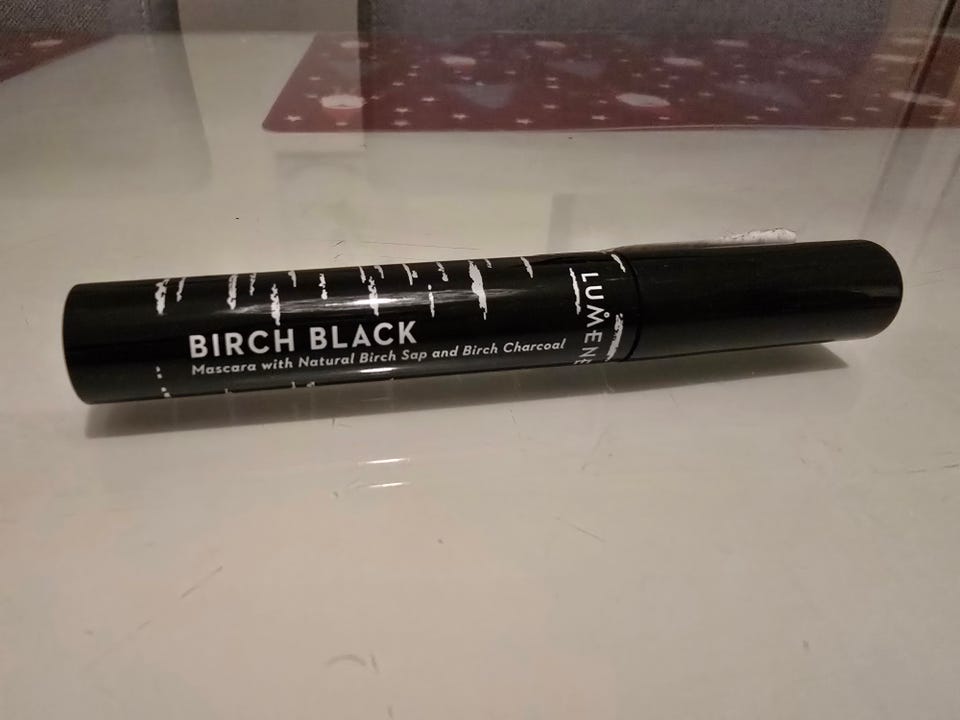 BIRCH BLACK
Mascara with Natural Birch Sap and Birch Charcoal
LUMENE